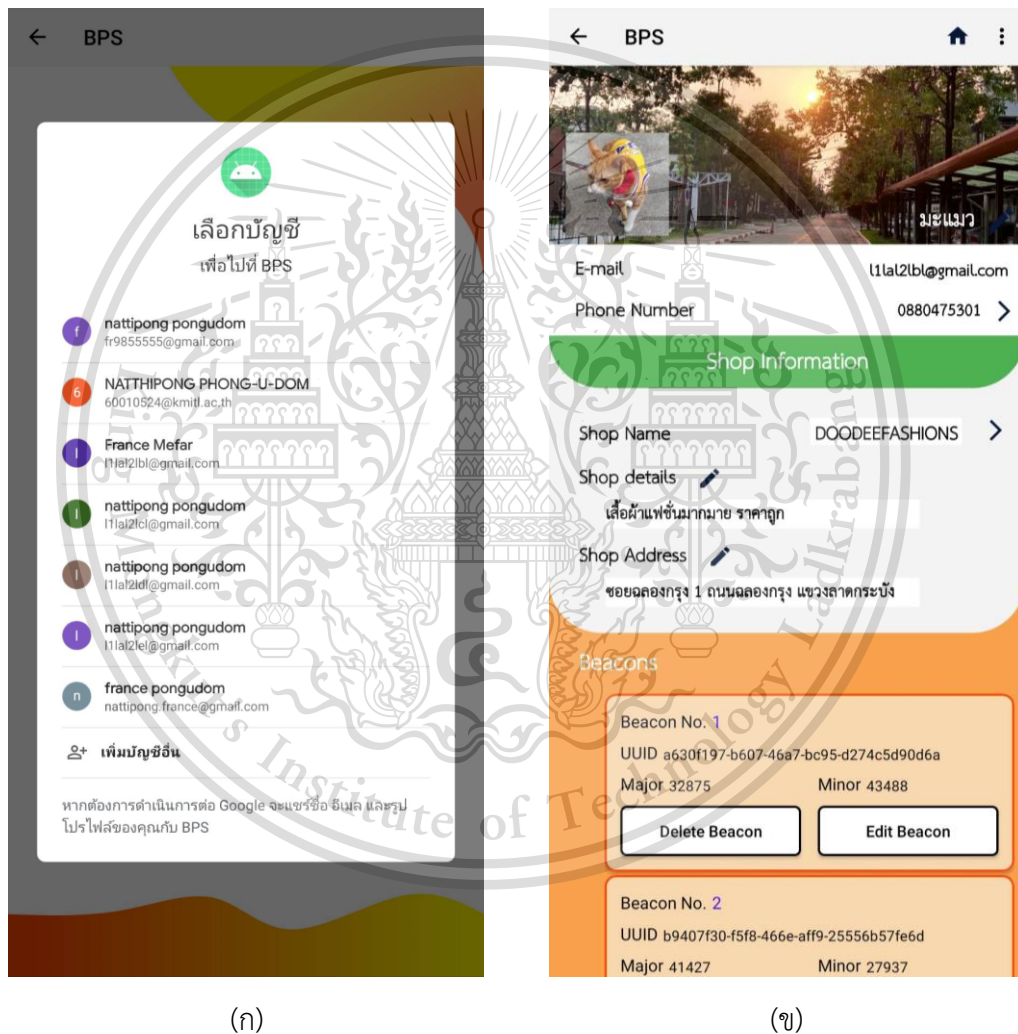 BPS
เลือกบัญชี
เพื่อไปที่ BPS
f
nattipong pongudom
fr9855555@gmail.com
6
NATTHIPONG PHONG-U-DOM
60010524@kmitl.ac.th
l
France Mefar
l1lal2lbl@gmail.com
l
nattipong pongudom
l1lal2lcl@gmail.com
l
nattipong pongudom
l1lal2ldl@gmail.com
l
nattipong pongudom
l1lal2lel@gmail.com
n
france pongudom
nattipong.france@gmail.com
เพิ่มบัญชีอื่น
หากต้องการดำเนินการต่อ Google จะแชร์ชื่อ อีเมล และรูป
โปรไฟล์ของคุณกับ BPS
(ก)
BPS
มะแมว
E-mail l1lal2lbl@gmail.com
Phone Number 0880475301
Shop Information
Shop Name DOODEEFASHIONS
Shop details
เสื้อผ้าแฟชั่นมากมาย ราคาถูก
Shop Address
ซอยฉลองกรุง 1 ถนนฉลองกรุง แขวงลาดกระบัง
Beacons
Beacon No. 1
UUID a630f197-b607-46a7-bc95-d274c5d90d6a
Major 32875 Minor 43488
Delete Beacon Edit Beacon
Beacon No. 2
UUID b9407f30-f5f8-466e-aff9-25556b57fe6d
Major 41427 Minor 27937
(ข)
King Mongkut's Institute of Technology Ladkrabang